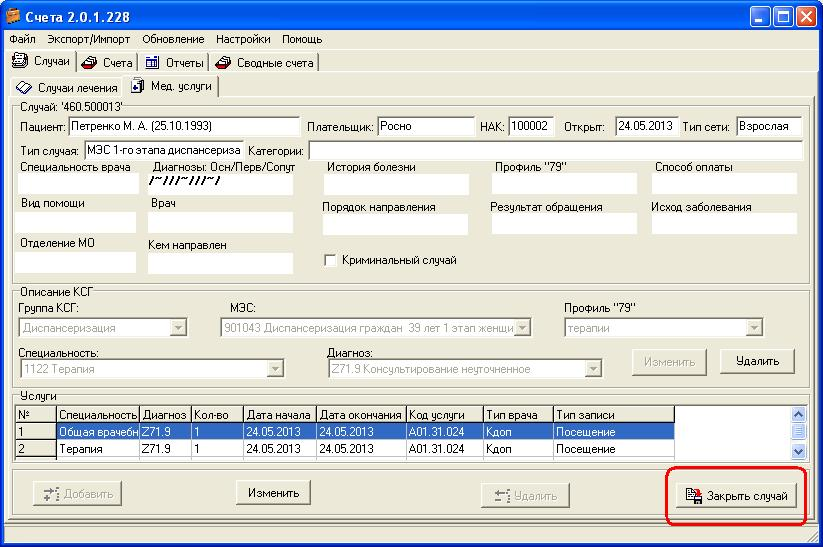 Счета 2.0.1.228
Файл Экспорт/Импорт Обновление Настройки Помощь
Случаи Счета Отчеты Сводные счета
Случаи лечения Мед. услуги
Случай: '460.500013'
Пациент: Петренко М. А. (25.10.1993) Плательщик: Росно НАК: 100002 Открыт: 24.05.2013 Тип сети: Взрослая
Тип случая: МЭС 1-го этапа диспансериза Категории:
Специальность врача Диагнозы: Осн/Перв/Сопут История болезни Профиль "79" Способ оплаты
/~///~///~/
Вид помощи Врач Порядок направления Результат обращения Исход заболевания
Отделение МО Кем направлен
Криминальный случай
Описание КСГ
Группа КСГ: МЭС: Профиль "79"
Диспансеризация 901043 Диспансеризация граждан 39 лет 1 этап женщи терапии
Специальность: Диагноз:
1122 Терапия Z71.9 Консультирование неуточненное Изменить Удалить
Услуги
№ Специальность Диагноз Кол-во Дата начала Дата окончания Код услуги Тип врача Тип записи
1 Общая врачебн Z71.9 1 24.05.2013 24.05.2013 A01.31.024 Кдоп Посещение
2 Терапия Z71.9 1 24.05.2013 24.05.2013 A01.31.024 Кдоп Посещение
Добавить Изменить Удалить Закрыть случай